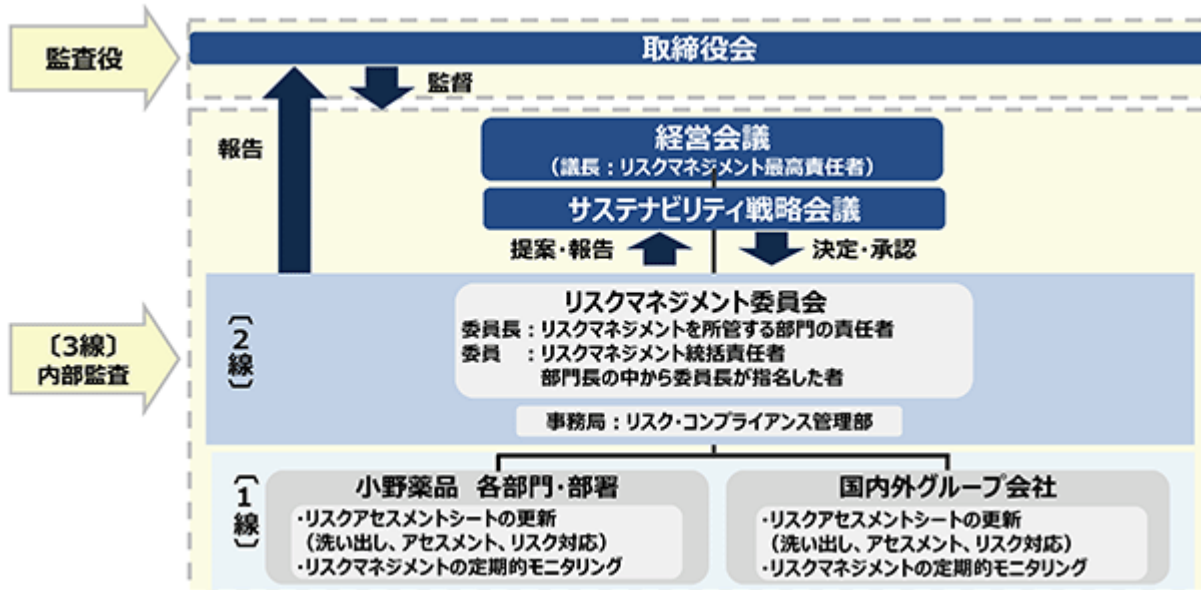 監査役
取締役会
監督
報告
経営会議
（議長：リスクマネジメント最高責任者）
サステナビリティ戦略会議
提案・報告
決定・承認
〔3線〕
内部監査
〔2線〕
リスクマネジメント委員会
委員長：リスクマネジメントを所管する部門の責任者
委員　：リスクマネジメント統括責任者
部門長の中から委員長が指名した者
事務局：リスク・コンプライアンス管理部
〔1線〕
小野薬品 各部門・部署
・リスクアセスメントシートの更新
（洗い出し、アセスメント、リスク対応）
・リスクマネジメントの定期的モニタリング
国内外グループ会社
・リスクアセスメントシートの更新
（洗い出し、アセスメント、リスク対応）
・リスクマネジメントの定期的モニタリング